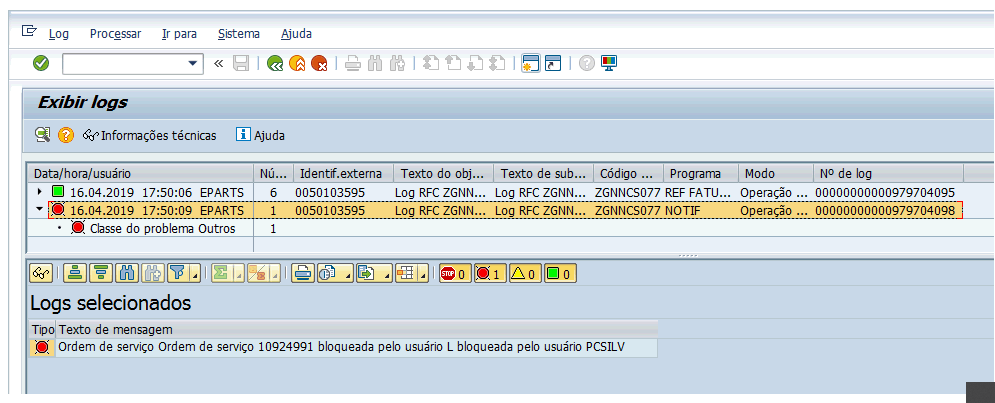 Log Processar Ir para Sistema Ajuda
Exibir logs
Informações técnicas Ajuda
Data/hora/usuário Nú... Identif.externa Texto do obj... Texto de sub... Código ... Programa Modo Nº de log
16.04.2019 17:50:06 EPARTS 6 0050103595 Log RFC ZGNN... Log RFC ZGNN... ZGNNCS077 REF FATU... Operação ... 00000000000979704095
16.04.2019 17:50:09 EPARTS 1 0050103595 Log RFC ZGNN... Log RFC ZGNN... ZGNNCS077 NOTIF Operação ... 00000000000979704098
Classe do problema Outros 1
STOP 0 1 0 0
Logs selecionados
Tipo Texto de mensagem
Ordem de serviço Ordem de serviço 10924991 bloqueada pelo usuário L bloqueada pelo usuário PCSILV